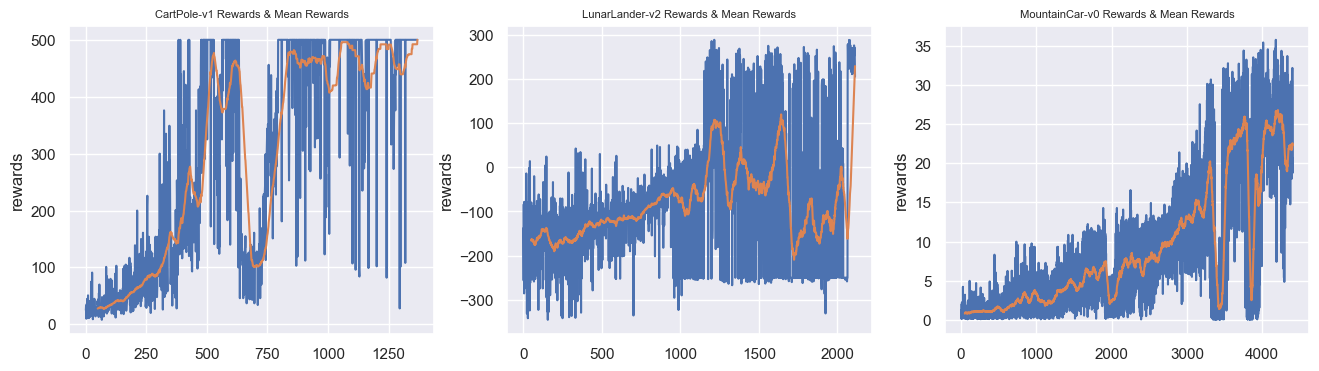 CartPole-v1 Rewards & Mean Rewards
rewards
500
400
300
200
100
0
0 250 500 750 1000 1250
LunarLander-v2 Rewards & Mean Rewards
rewards
300
200
100
0
−100
−200
−300
0 500 1000 1500 2000
MountainCar-v0 Rewards & Mean Rewards
rewards
35
30
25
20
15
10
5
0
0 1000 2000 3000 4000